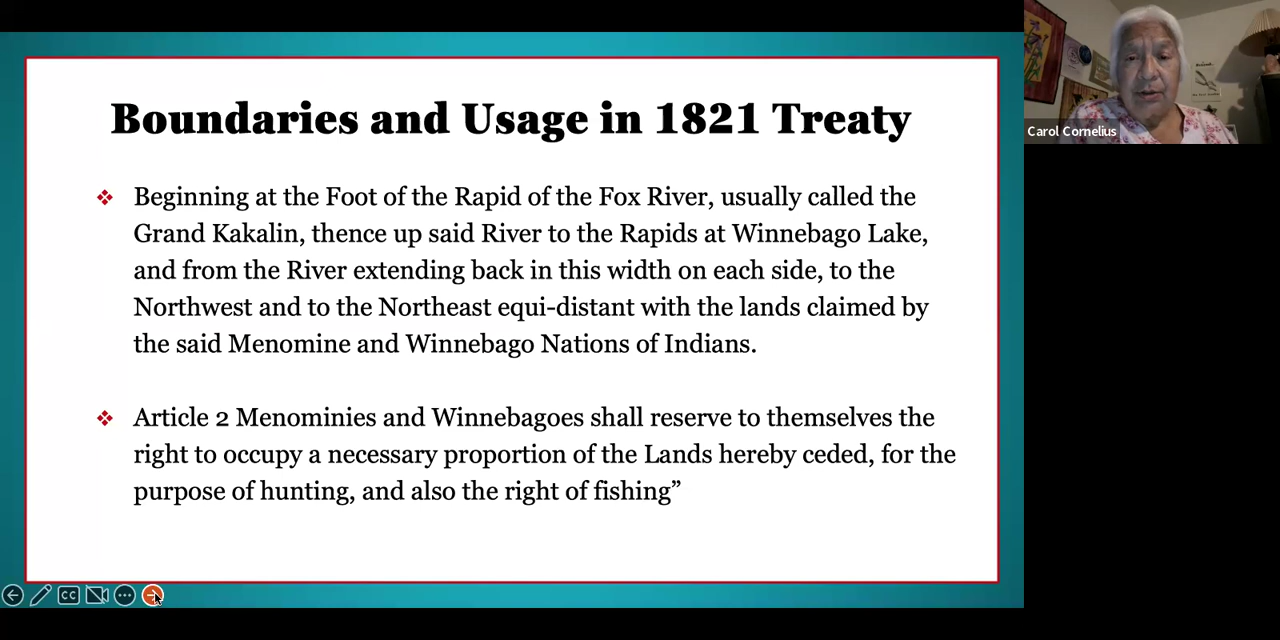 Boundaries and Usage in 1821 Treaty
Beginning at the Foot of the Rapid of the Fox River, usually called the
Grand Kakalin, thence up said River to the Rapids at Winnebago Lake,
and from the River extending back in this width on each side, to the
Northwest and to the Northeast equi-distant with the lands claimed by
the said Menomine and Winnebago Nations of Indians.
Article 2 Menominies and Winnebagoes shall reserve to themselves the
right to occupy a necessary proportion of the Lands hereby ceded, for the
purpose of hunting, and also the right of fishing”
Carol Cornelius
CC